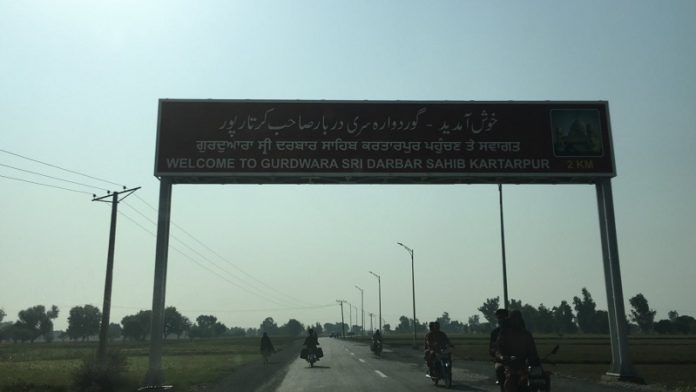 خوش آمدید - گوردوارہ سری دربار صاحب کرتارپور
ਗੁਰਦੁਆਰਾ ਸ੍ਰੀ ਦਰਬਾਰ ਸਾਹਿਬ ਕਰਤਾਰਪੁਰ ਪਹੁੰਚਣ ਤੇ ਸਵਾਗਤ
WELCOME TO GURDWARA SRI DARBAR SAHIB KARTARPUR
2 KM